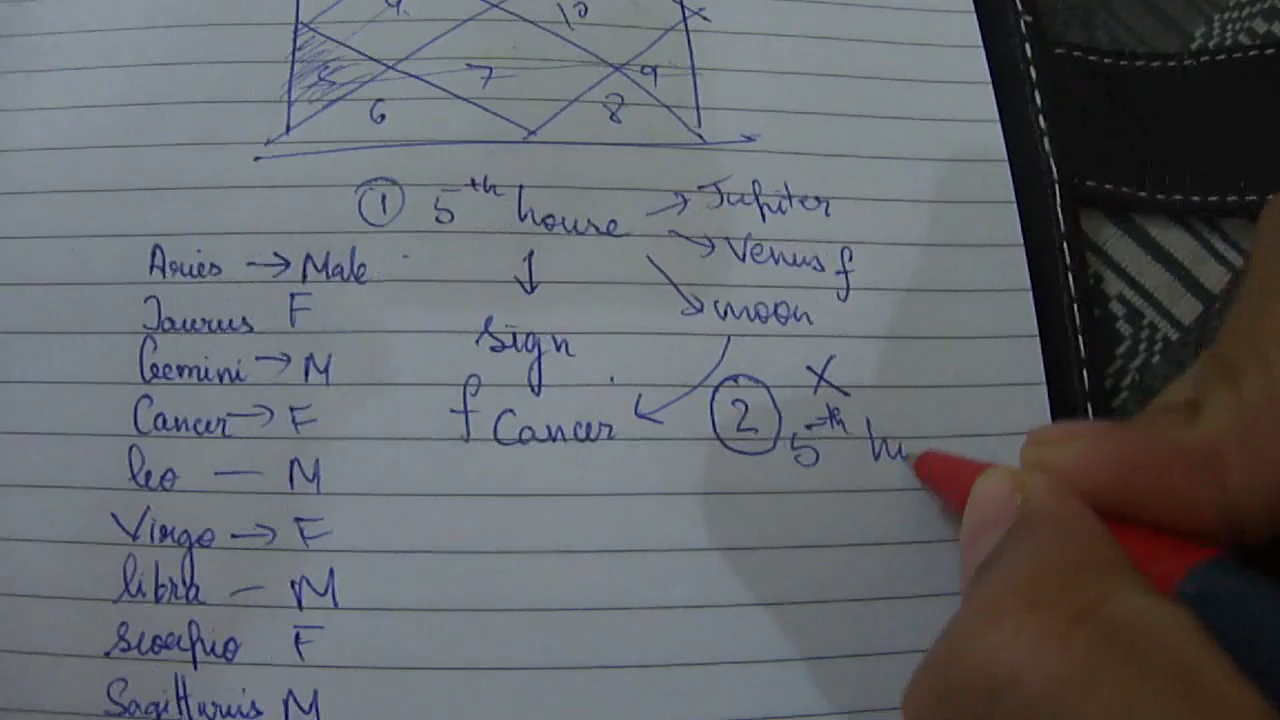 4
10
5
7
9
6
8
① 5th house → Jupiter
→ Venus f
→ moon
Aries → Male
Taurus F
sign
Gemini → M
X
Cancer → F
f Cancer
② 5th
leo — M
Virgo → F
libra — M
Scorpio F
Sagittarius M